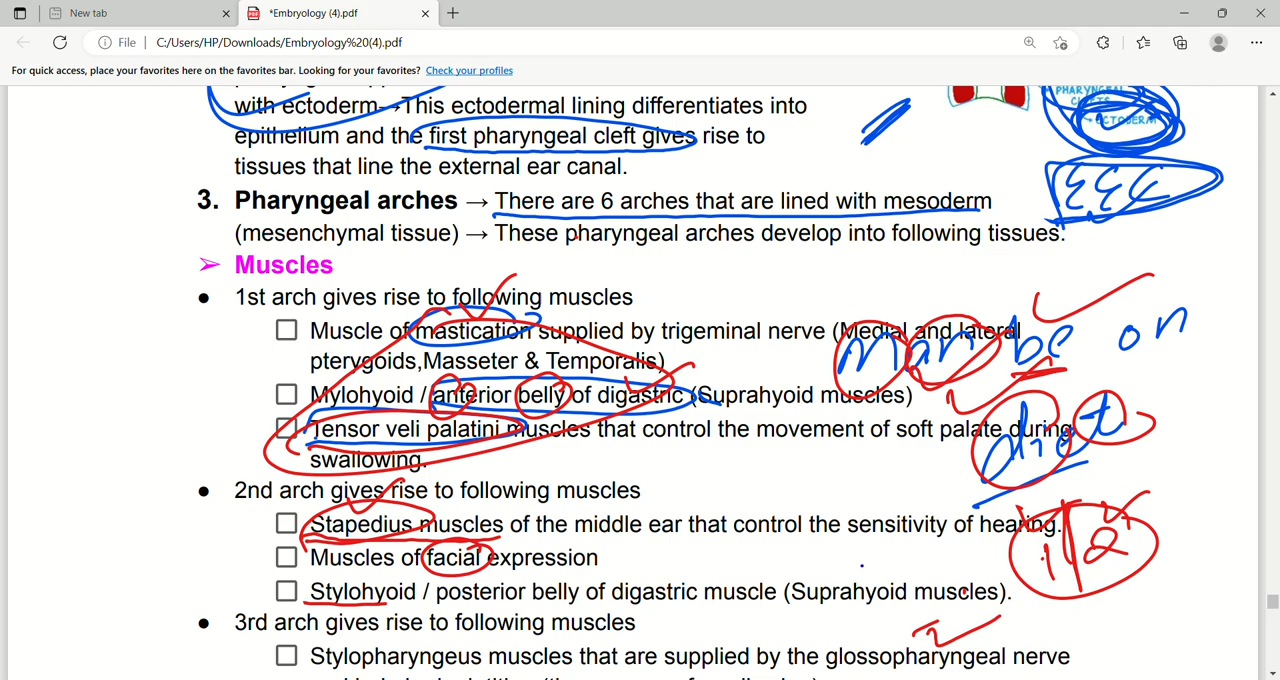 New tab
*Embryology (4).pdf
File C:/Users/HP/Downloads/Embryology%20(4).pdf
For quick access, place your favorites here on the favorites bar. Looking for your favorites? Check your profiles
with ectoderm→This ectodermal lining differentiates into
epithelium and the first pharyngeal cleft gives rise to
tissues that line the external ear canal.
PHARYNGEAL
CLEFTS
ECTODERM
3. Pharyngeal arches → There are 6 arches that are lined with mesoderm
(mesenchymal tissue) → These pharyngeal arches develop into following tissues:
➢ Muscles
● 1st arch gives rise to following muscles
Muscle of mastication supplied by trigeminal nerve (Medial and lateral
pterygoids,Masseter & Temporalis)
Mylohyoid / anterior belly of digastric (Suprahyoid muscles)
Tensor veli palatini muscles that control the movement of soft palate during
swallowing.
man be on
diet
1/2
● 2nd arch gives rise to following muscles
Stapedius muscles of the middle ear that control the sensitivity of hearing.
Muscles of facial expression
Stylohyoid / posterior belly of digastric muscle (Suprahyoid muscles).
● 3rd arch gives rise to following muscles
Stylopharyngeus muscles that are supplied by the glossopharyngeal nerve